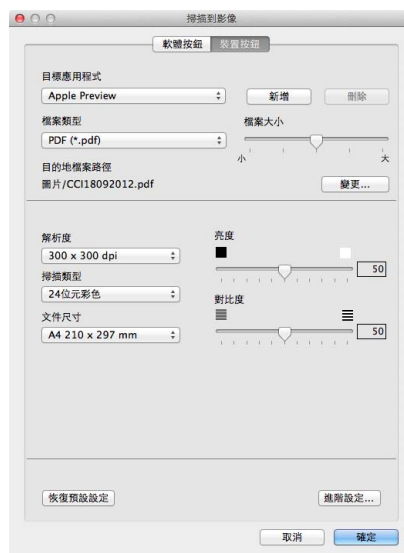 掃描到影像
軟體按鈕 裝置按鈕
目標應用程式
Apple Preview 新增 刪除
檔案類型 檔案大小
PDF (*.pdf)
小 大
目的地檔案路徑
圖片/CCI18092012.pdf 變更...
解析度 亮度
300 x 300 dpi 50
掃描類型
24位元彩色 對比度
文件尺寸
A4 210 x 297 mm 50
恢復預設設定 進階設定...
取消 確定